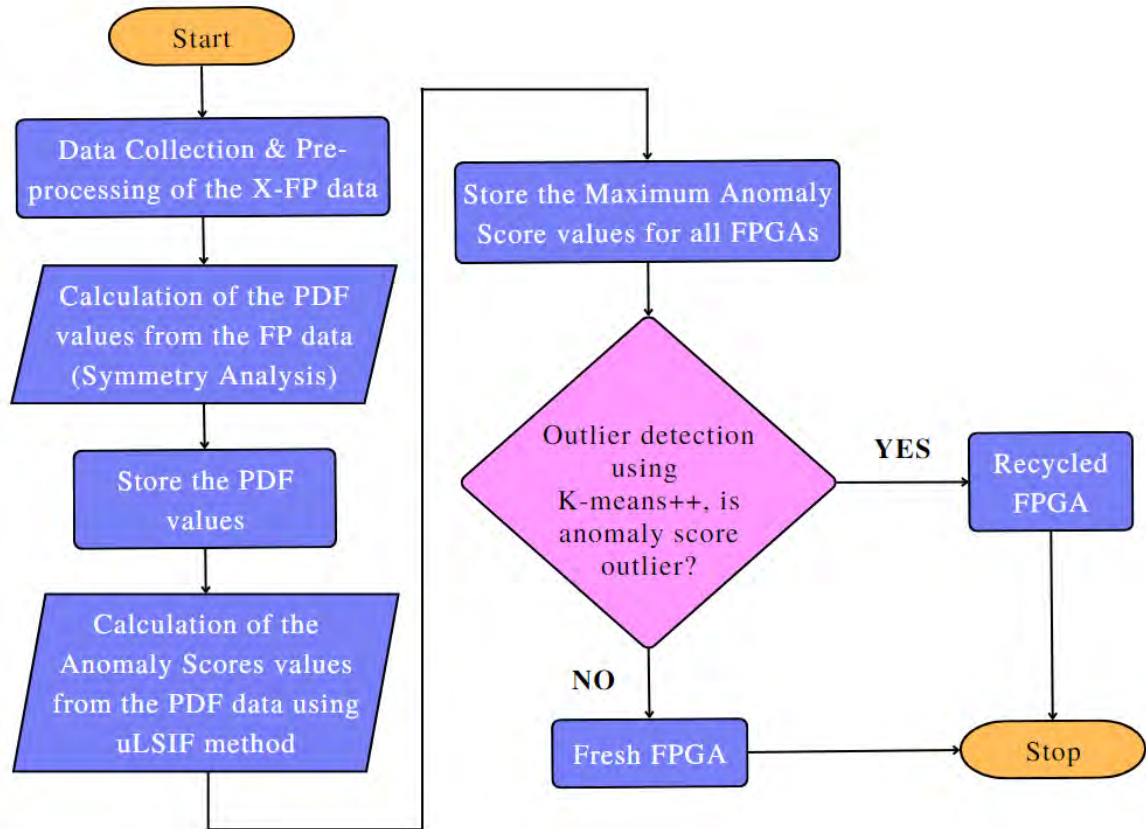 Start
Data Collection & Pre-
processing of the X-FP data
Calculation of the PDF
values from the FP data
(Symmetry Analysis)
Store the PDF
values
Calculation of the
Anomaly Scores values
from the PDF data using
uLSIF method
Store the Maximum Anomaly
Score values for all FPGAs
Outlier detection
using
K-means++, is
anomaly score
outlier?
YES
Recycled
FPGA
NO
Fresh FPGA
Stop